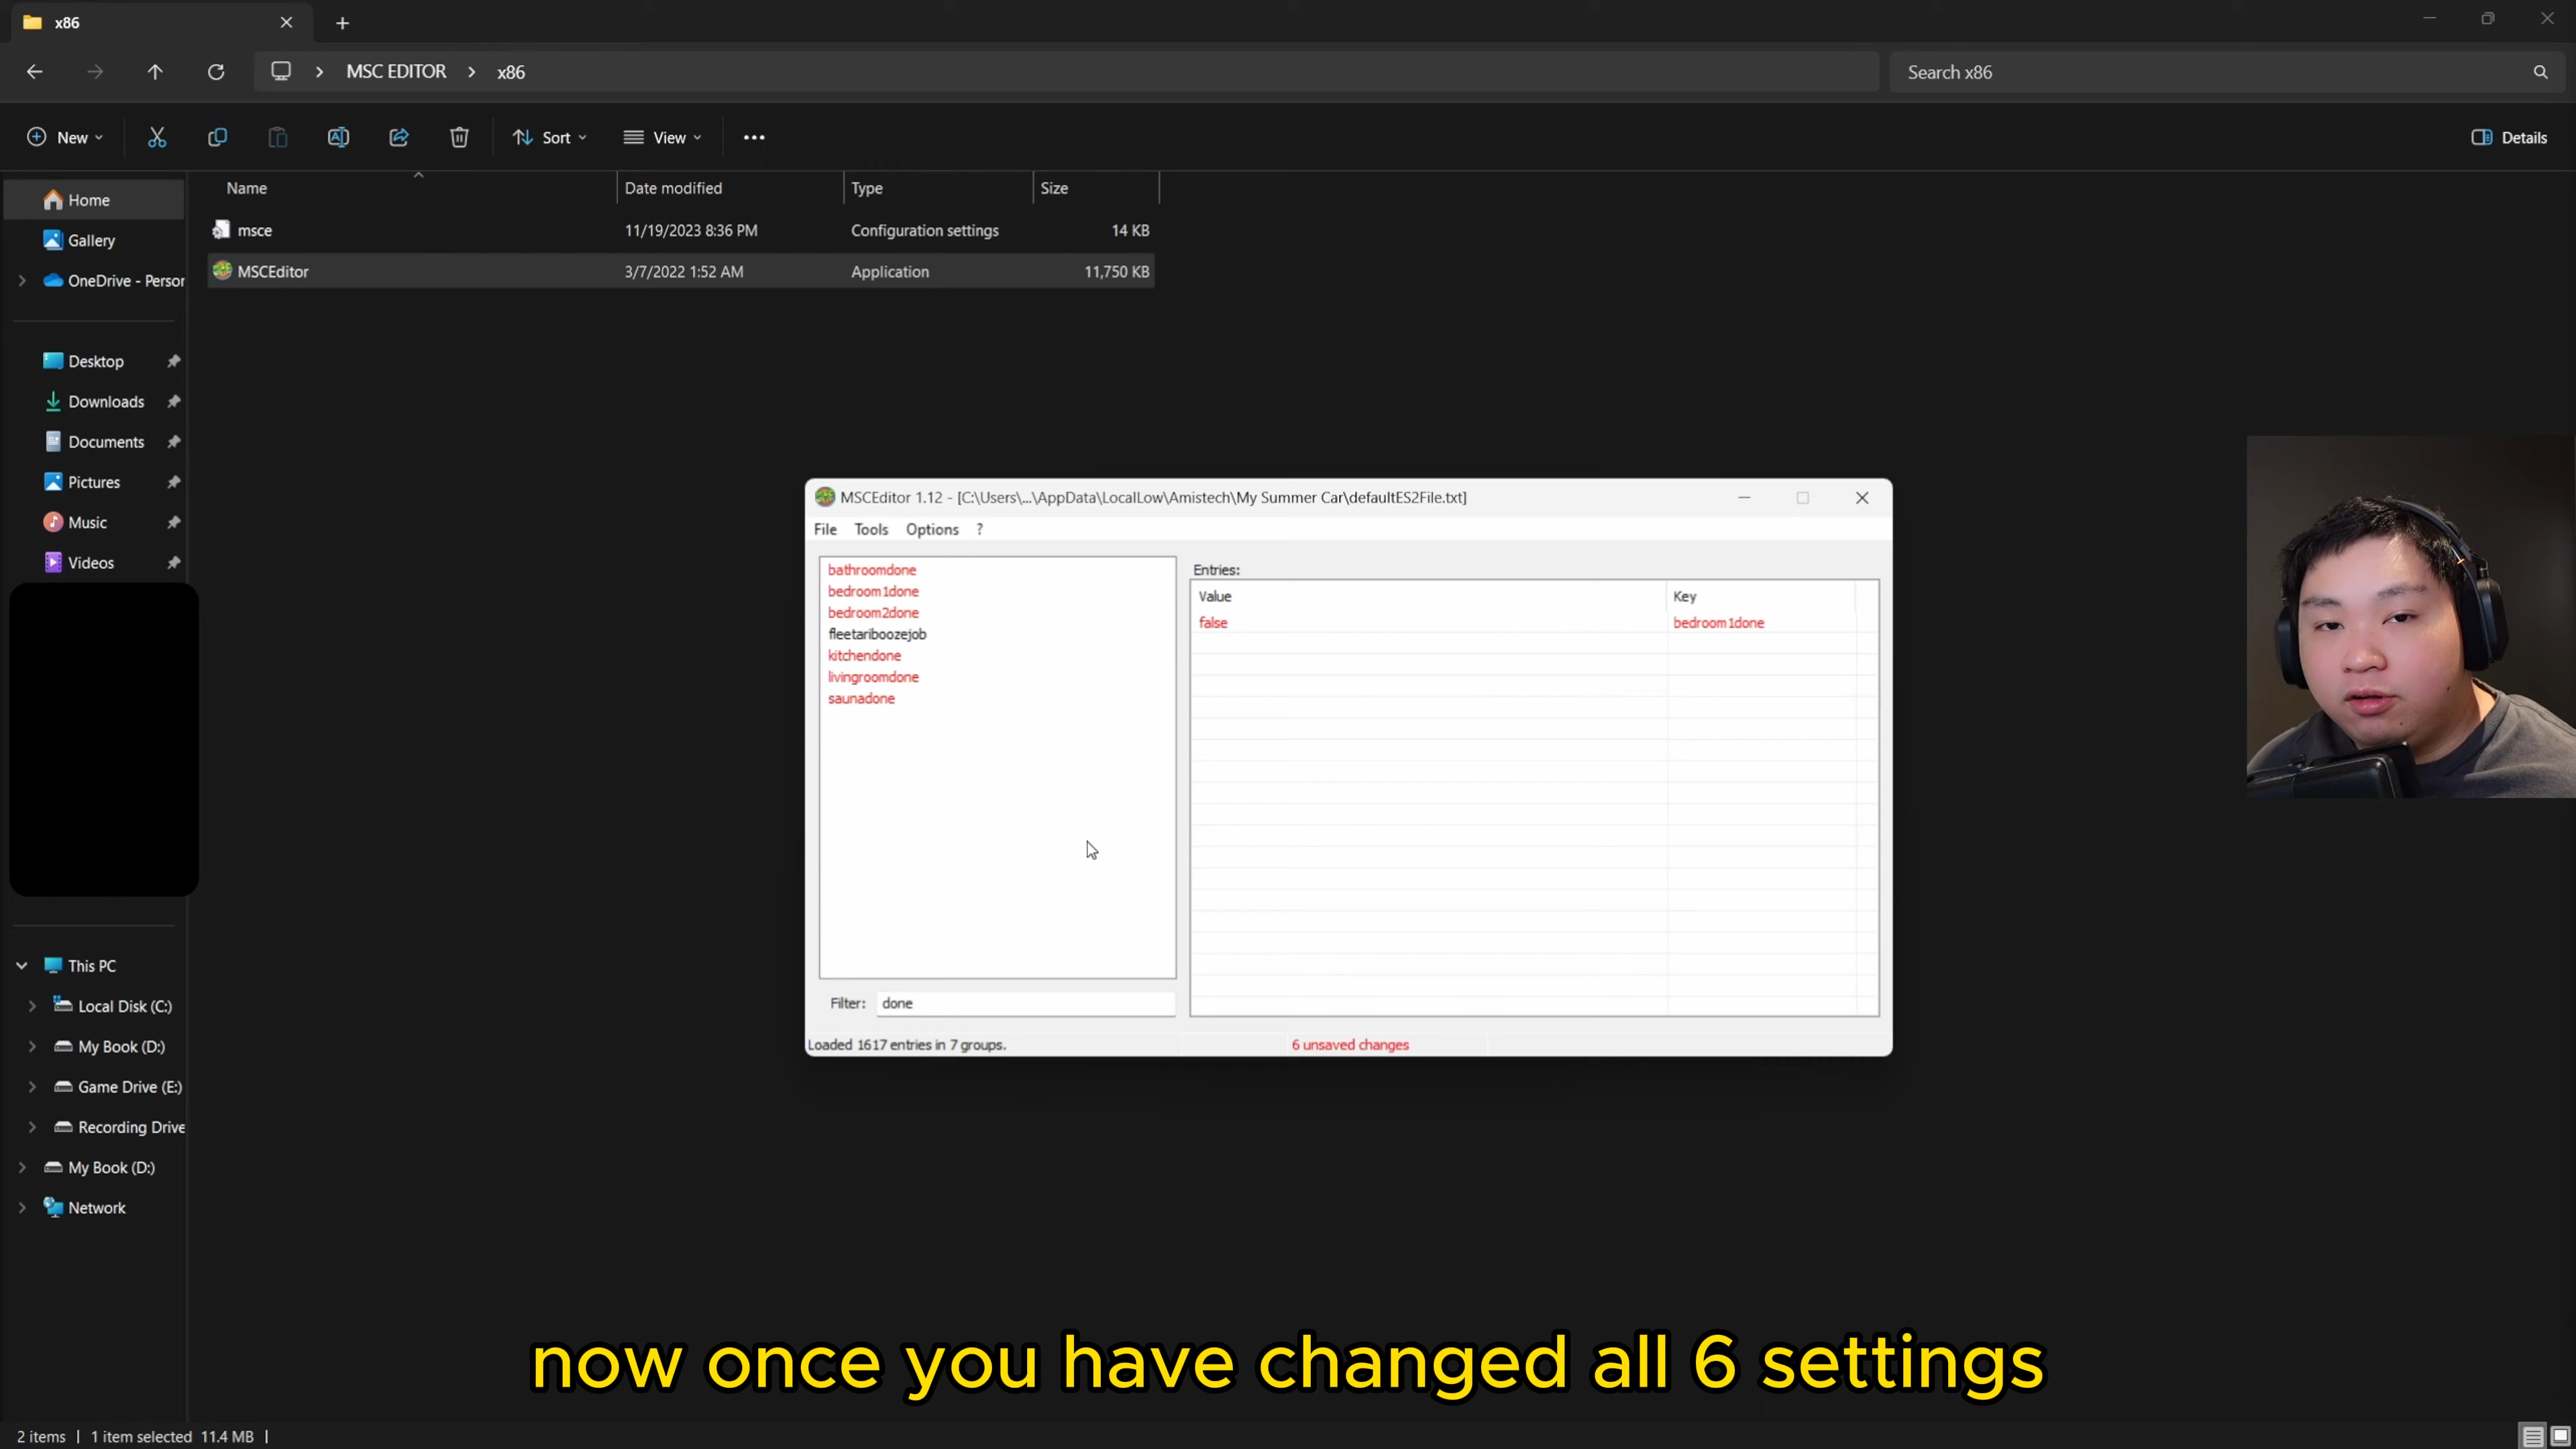 x86
MSC EDITOR > x86
Search x86
New
Sort
View
Details
Name
Date modified
Type
Size
msce
11/19/2023 8:36 PM
Configuration settings
14 KB
MSCEditor
3/7/2022 1:52 AM
Application
11,750 KB
Home
Gallery
OneDrive - Person
Desktop
Downloads
Documents
Pictures
Music
Videos
This PC
Local Disk (C:)
My Book (D:)
Game Drive (E:)
Recording Drive
My Book (D:)
Network
MSCEditor 1.12 - [C:\Users\...\AppData\LocalLow\Amistech\My Summer Car\defaultES2File.txt]
File Tools Options ?
bathroomdone
bedroom1done
bedroom2done
fleetariboozejob
kitchendone
livingroomdone
saunadone
Entries:
Value
Key
false
bedroom1done
Filter: done
Loaded 1617 entries in 7 groups.
6 unsaved changes
now once you have changed all 6 settings
2 items | 1 item selected 11.4 MB |